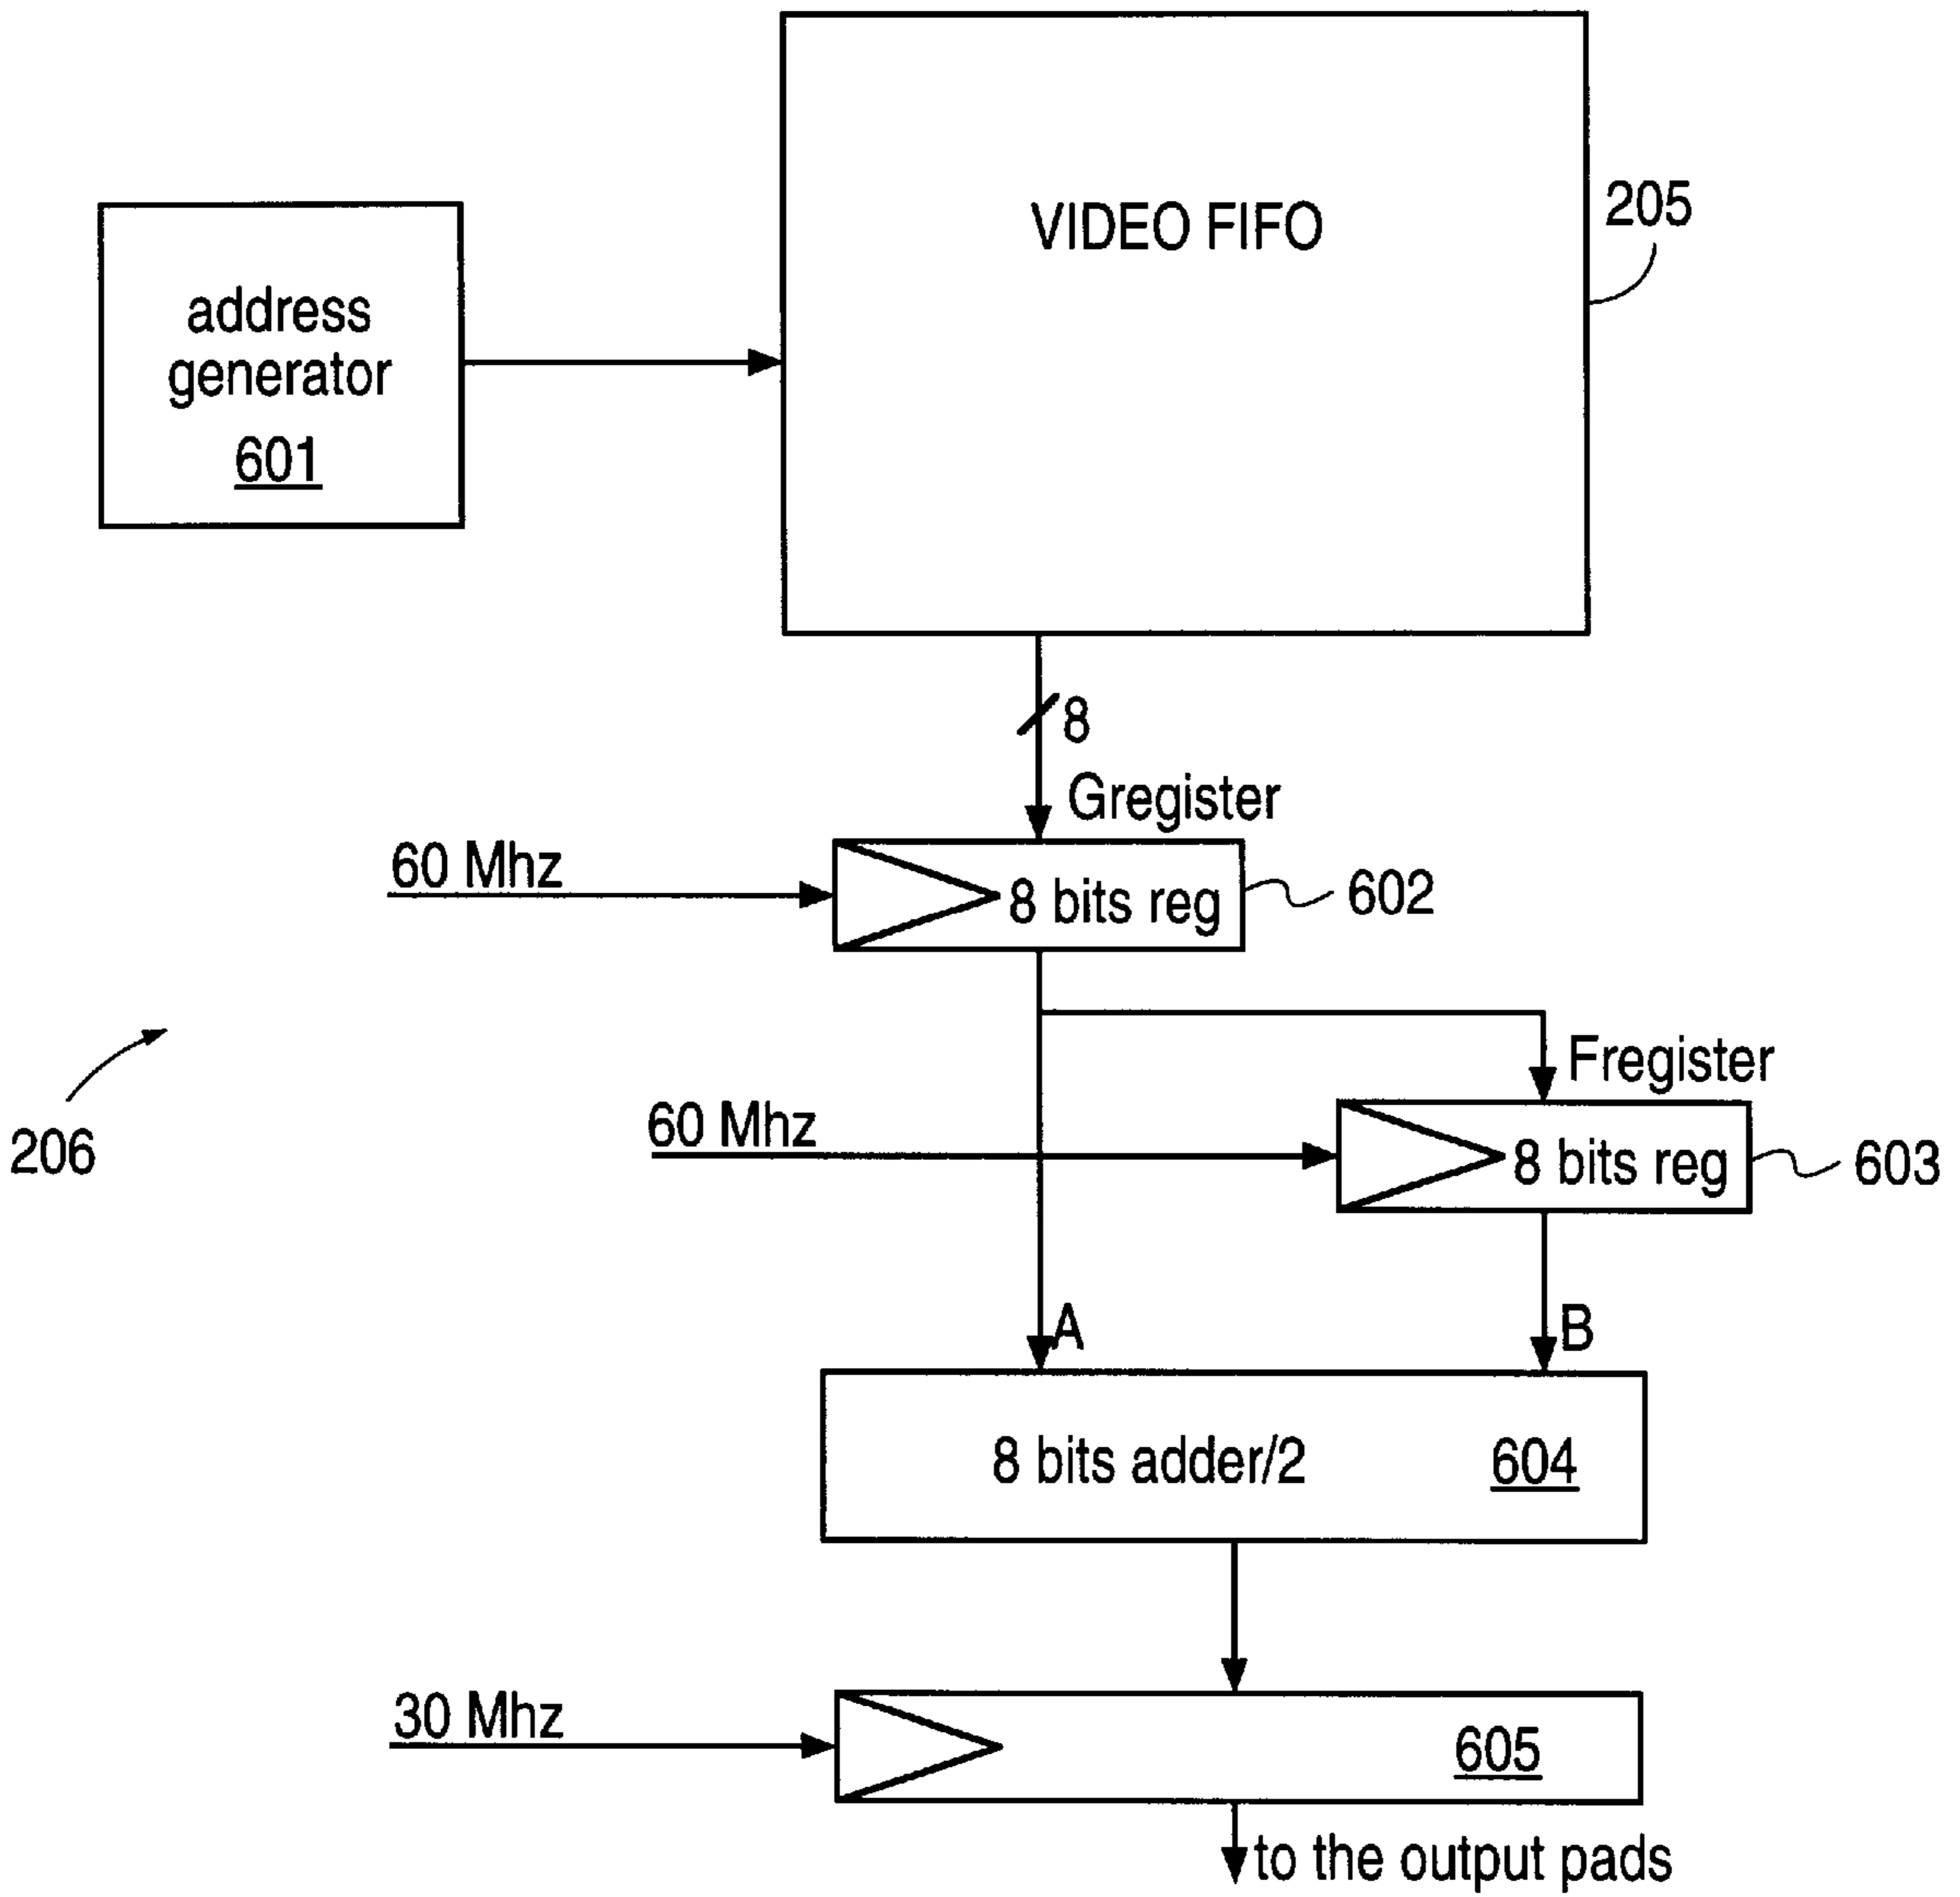 VIDEO FIFO
205
address
generator
601
8
Gregister
60 Mhz
8 bits reg
602
Fregister
60 Mhz
8 bits reg
603
206
A
B
8 bits adder/2
604
30 Mhz
605
to the output pads